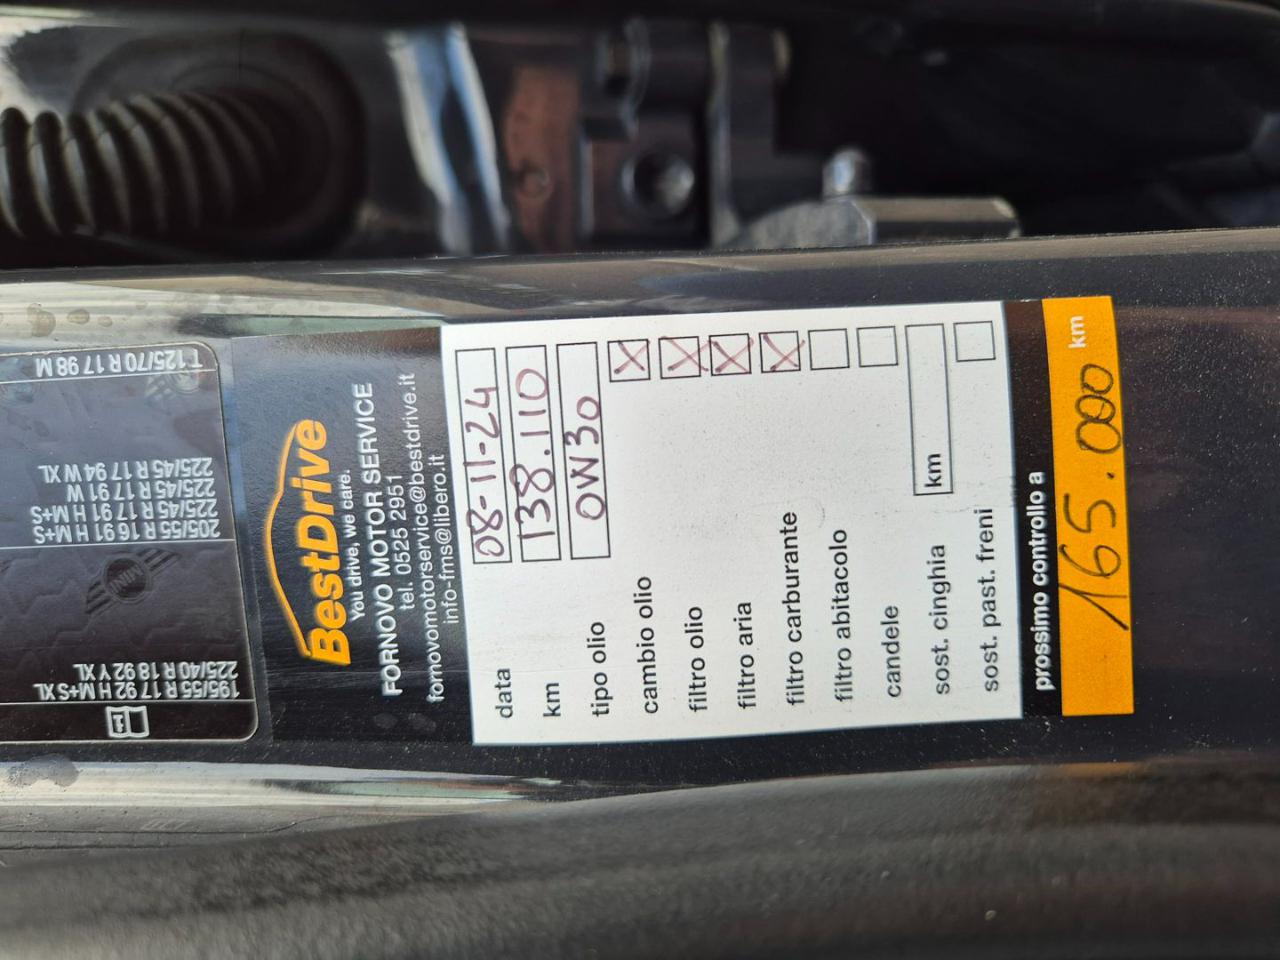 BestDrive
You drive, we care.
FORNOVO MOTOR SERVICE
tel. 0525 2951
fornovomotorservice@bestdrive.it
info-fms@libero.it
data 08-11-24
km 138.110
tipo olio 0W30
cambio olio X
filtro olio X
filtro aria X
filtro carburante X
filtro abitacolo
candele
sost. cinghia km
sost. past. freni
prossimo controllo a
165.000 km
195/55 R 17 92 H M+S XL
225/40 R 18 92 Y XL
MINI
205/55 R 16 91 H M+S
225/45 R 17 91 H M+S
225/45 R 17 91 W
225/45 R 17 94 W XL
T 125/70 R 17 98 M